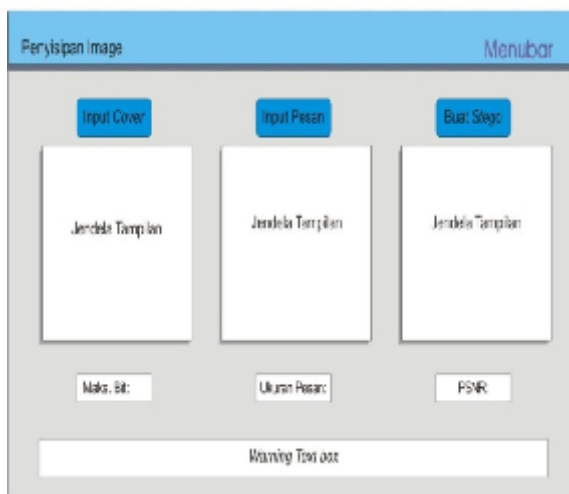 Penyisipan Image
Menubar
Input Cover
Input Pesan
Buat Stego
Jendela Tampilan
Jendela Tampilan
Jendela Tampilan
Maks. Bit:
Ukuran Pesan:
PSNR:
Warning Text box